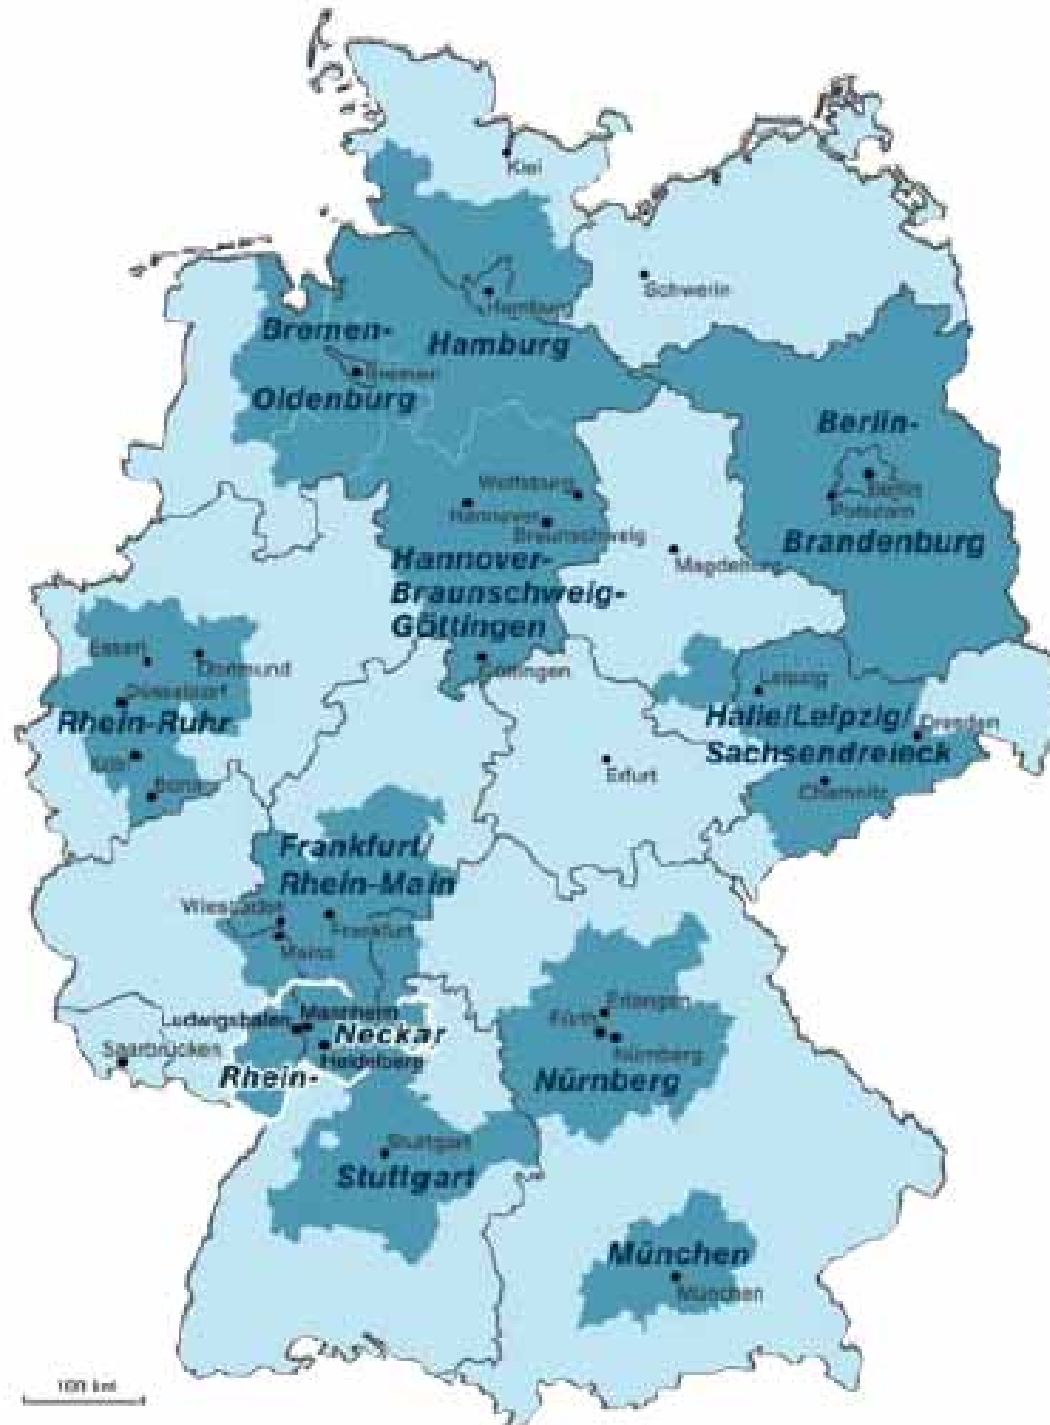 Kiel
Schwerin
Hamburg
Bremen-
Hamburg
Bremen
Oldenburg
Berlin-
Wolfsburg
Berlin
Hannover
Potsdam
Braunschweig
Brandenburg
Hannover-
Magdeburg
Braunschweig-
Göttingen
Essen
Dortmund
Göttingen
Leipzig
Düsseldorf
Rhein-Ruhr
Halle/Leipzig/
Dresden
Sachsendreieck
Köln
Erfurt
Bonn
Chemnitz
Frankfurt/
Rhein-Main
Wiesbaden
Frankfurt
Mainz
Erlangen
Ludwigshafen
Mannheim
Fürth
Neckar
Saarbrücken
Heidelberg
Nürnberg
Rhein-
Nürnberg
Stuttgart
Stuttgart
München
München
100 km